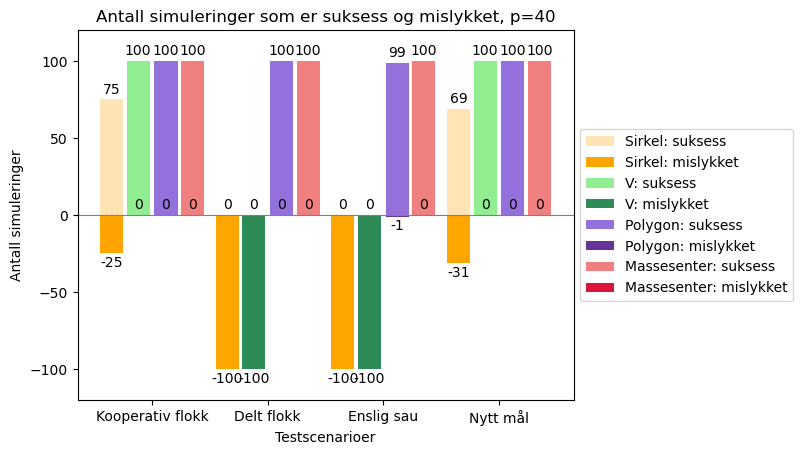 Antall simuleringer som er suksess og mislykket, p=40
Antall simuleringer
100
50
0
−50
−100
75 100 100 100
0 0 0
-25
100 100
0 0 0 0
-100 -100
99 100
0 0 0
-1
-100 -100
69 100 100 100
0 0 0
-31
Kooperativ flokk Delt flokk Enslig sau Nytt mål
Testscenarioer
Sirkel: suksess
Sirkel: mislykket
V: suksess
V: mislykket
Polygon: suksess
Polygon: mislykket
Massesenter: suksess
Massesenter: mislykket